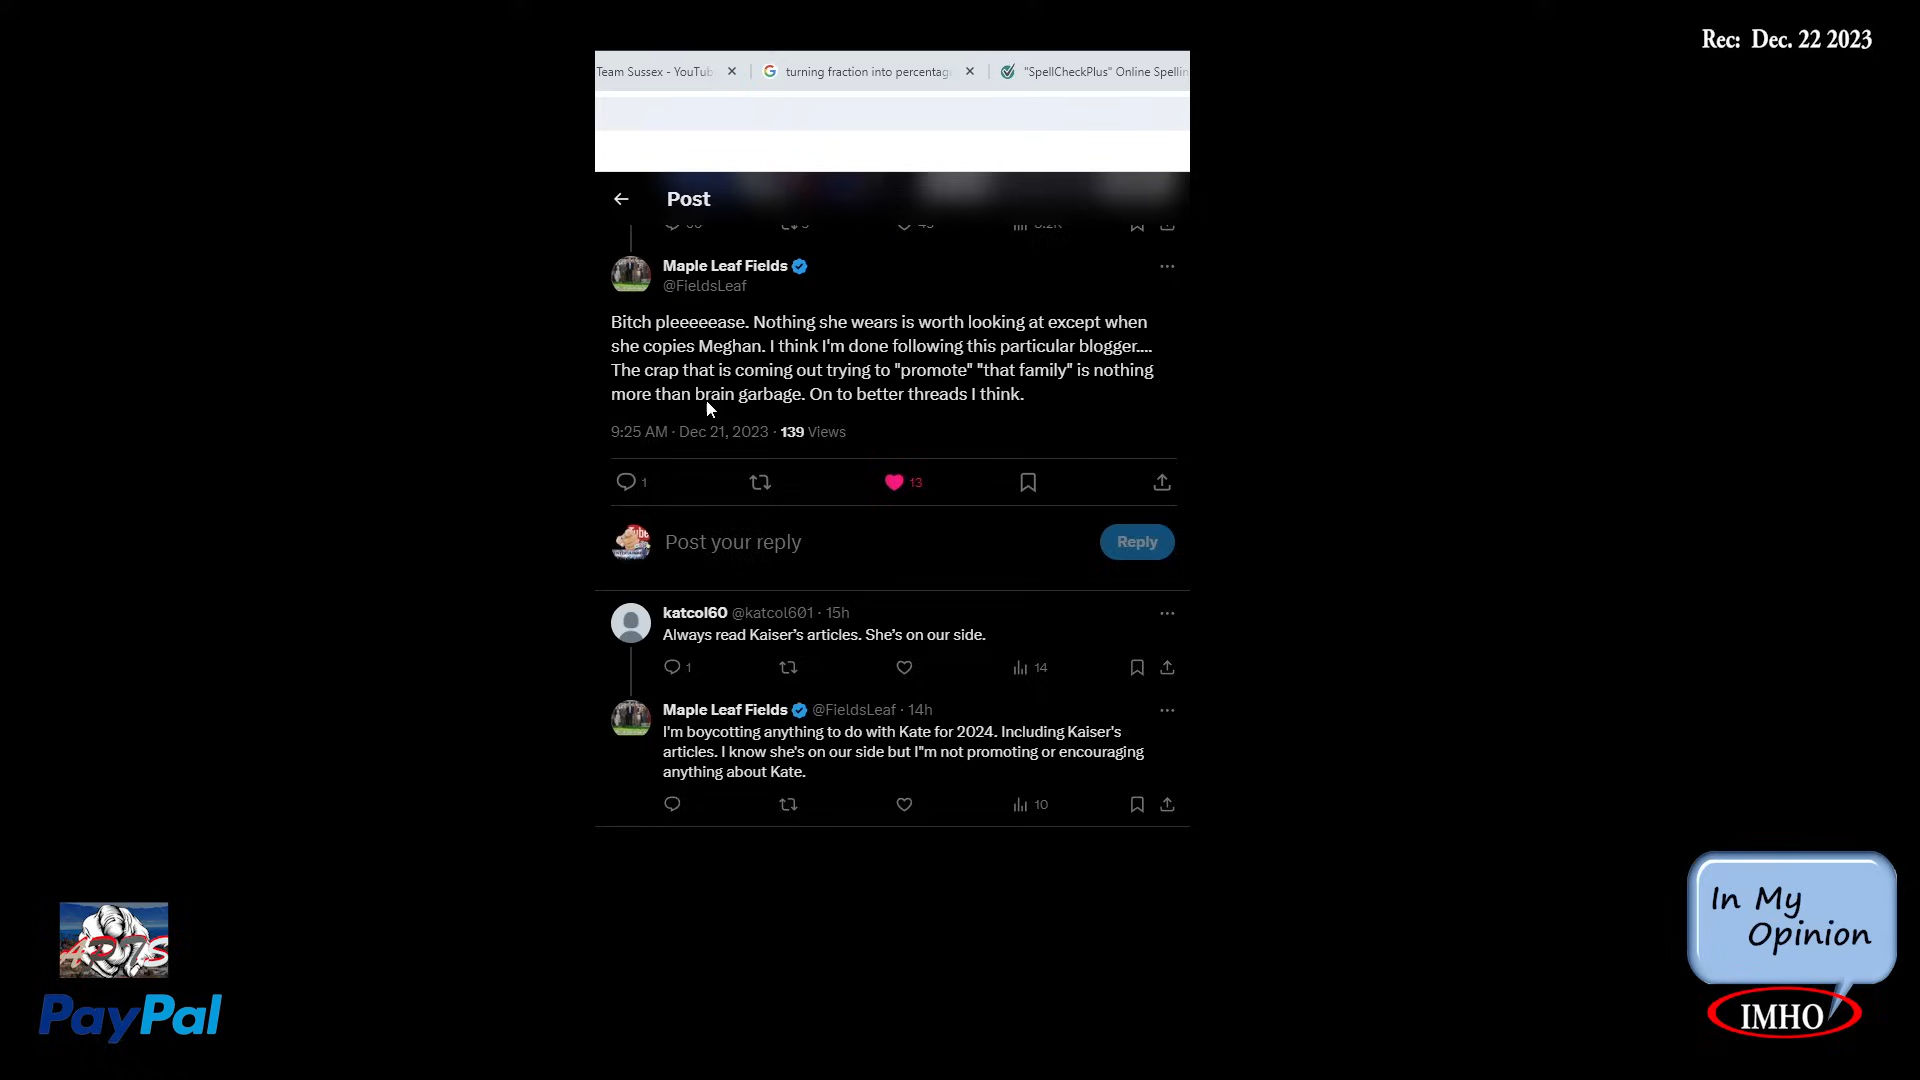 Rec: Dec. 22 2023
Team Sussex - YouTub
turning fraction into percentag
"SpellCheckPlus" Online Spellin
Post
Maple Leaf Fields
@FieldsLeaf
Bitch pleeeeease. Nothing she wears is worth looking at except when
she copies Meghan. I think I'm done following this particular blogger....
The crap that is coming out trying to "promote" "that family" is nothing
more than brain garbage. On to better threads I think.
9:25 AM · Dec 21, 2023 · 139 Views
1 13
Post your reply
Reply
katcol60 @katcol601 · 15h
Always read Kaiser’s articles. She’s on our side.
1 14
Maple Leaf Fields @FieldsLeaf · 14h
I'm boycotting anything to do with Kate for 2024. Including Kaiser's
articles. I know she's on our side but I"m not promoting or encouraging
anything about Kate.
10
PayPal
In My
Opinion
IMHO